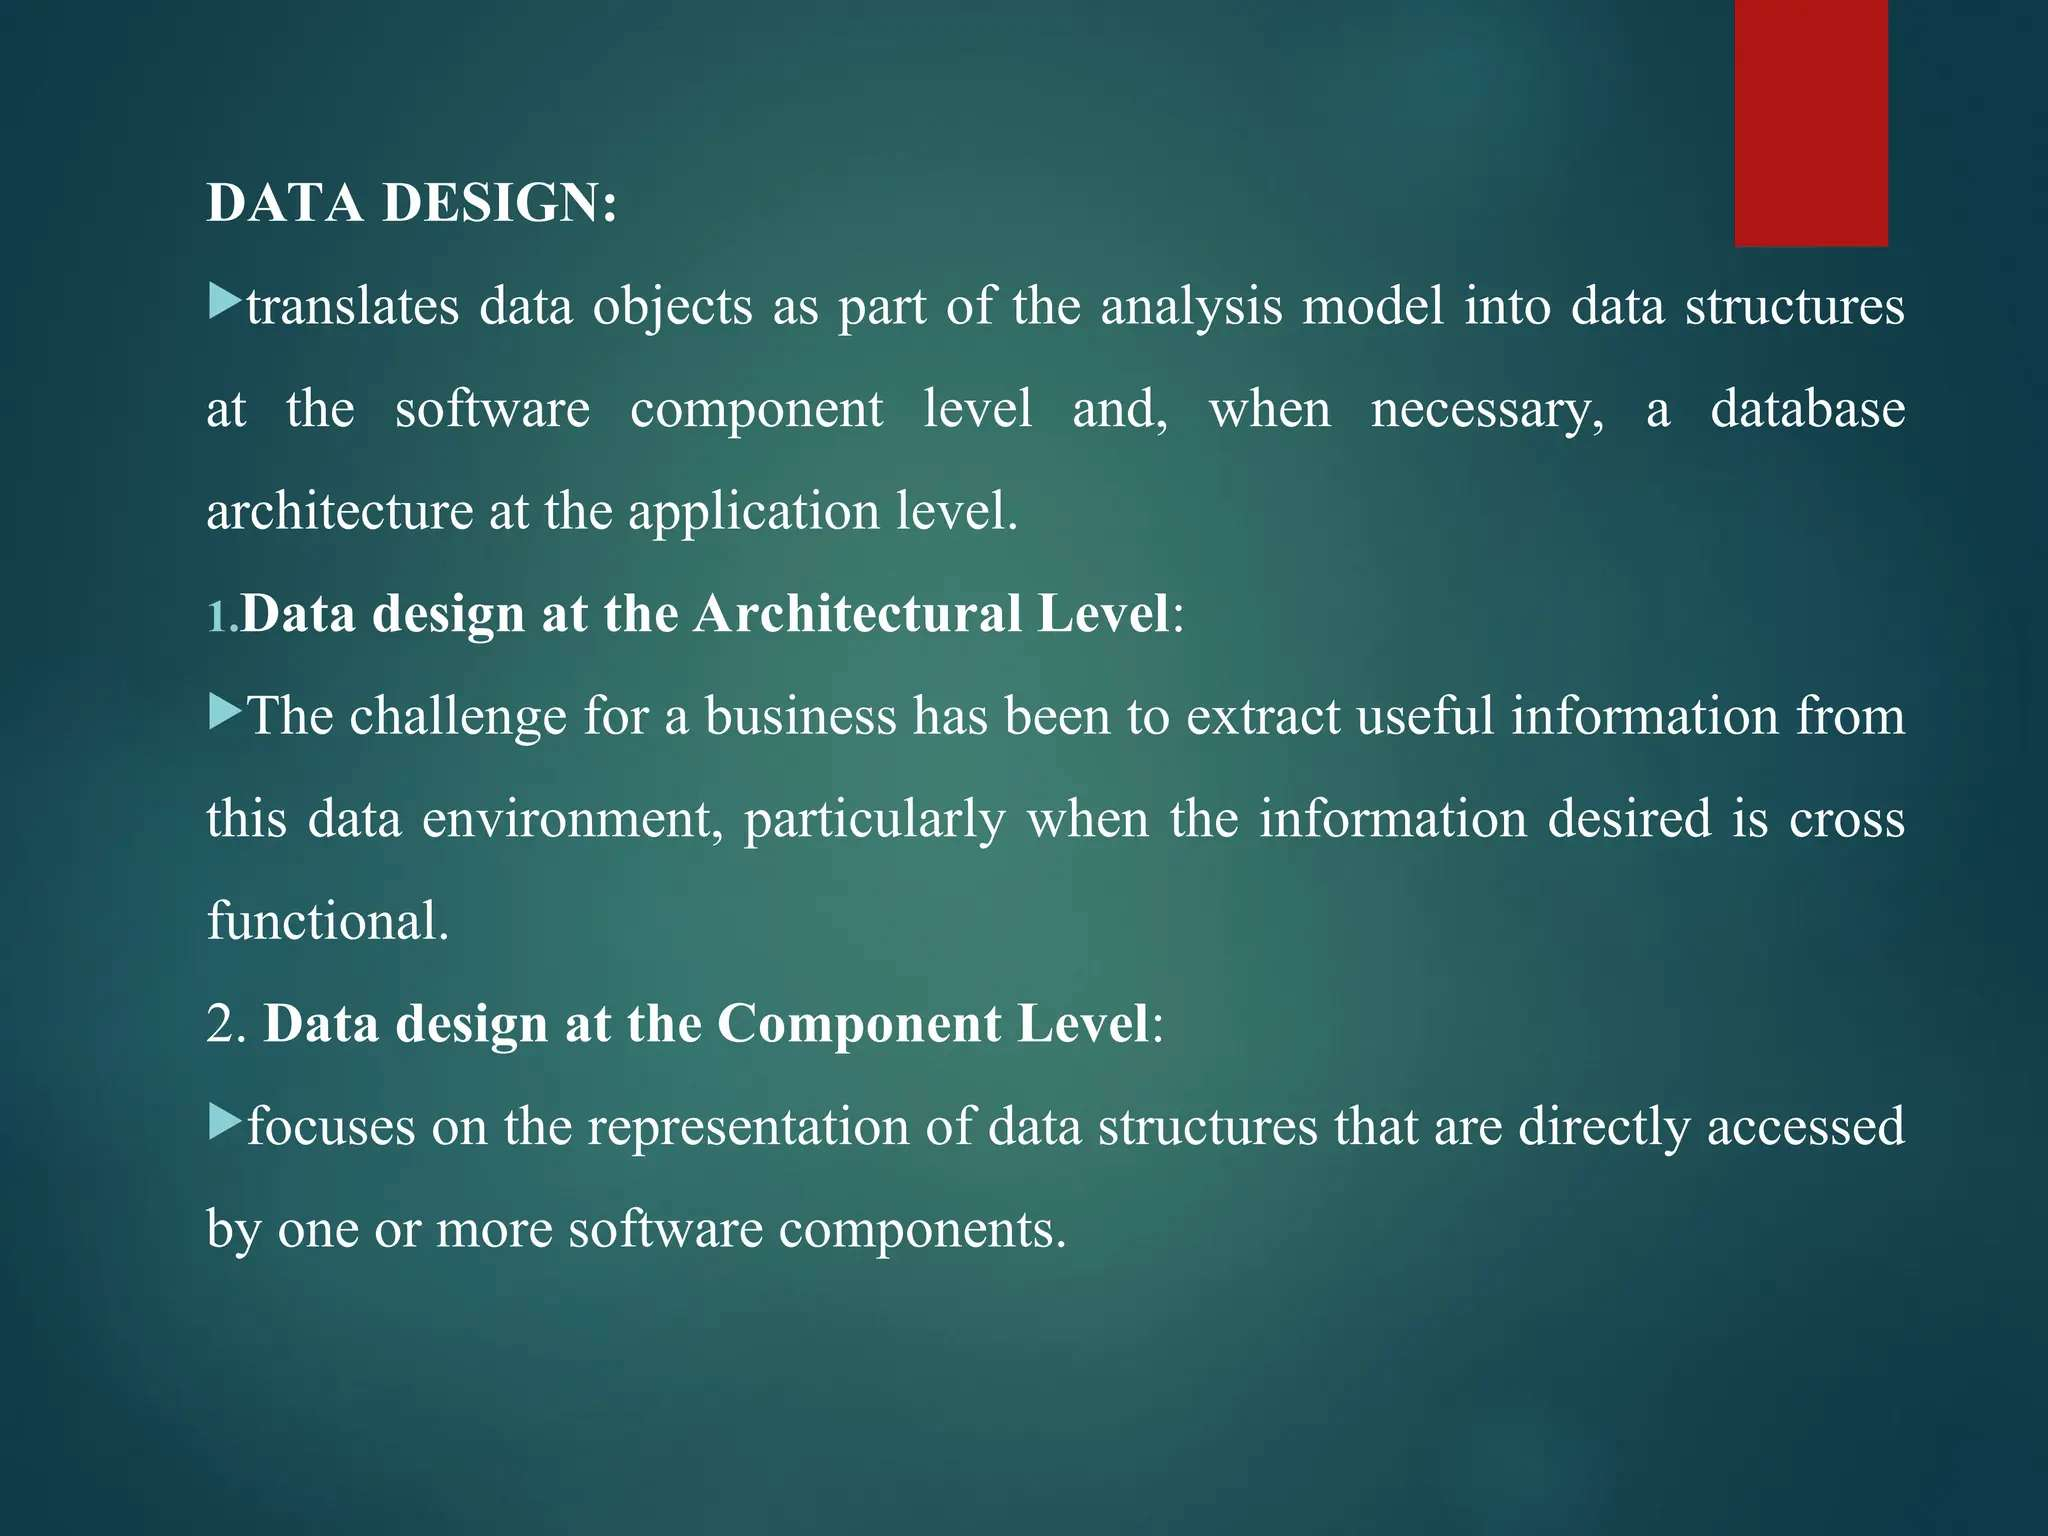 DATA DESIGN:
translates data objects as part of the analysis model into data structures
at the software component level and, when necessary, a database
architecture at the application level.
1.Data design at the Architectural Level:
The challenge for a business has been to extract useful information from
this data environment, particularly when the information desired is cross
functional.
2. Data design at the Component Level:
focuses on the representation of data structures that are directly accessed
by one or more software components.